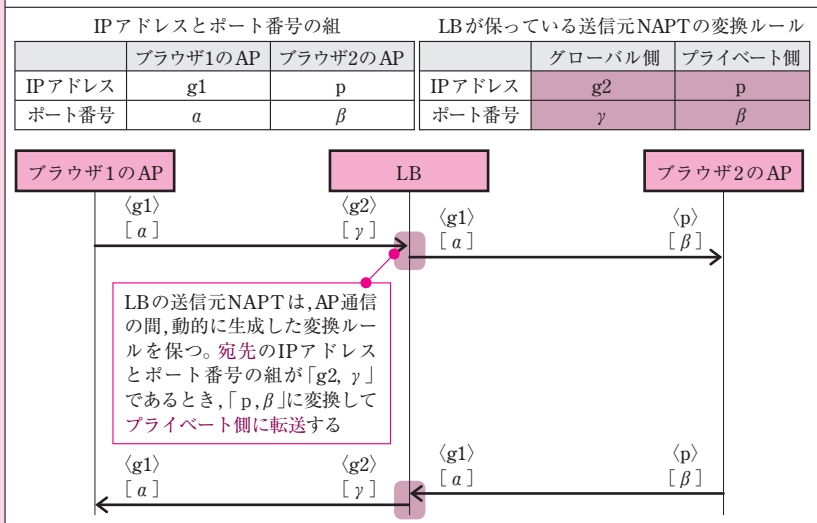 IPアドレスとポート番号の組
ブラウザ1のAP ブラウザ2のAP
IPアドレス g1 p
ポート番号 α β
LBが保っている送信元NAPTの変換ルール
グローバル側 プライベート側
IPアドレス g2 p
ポート番号 γ β
ブラウザ1のAP LB ブラウザ2のAP
〈g1〉 〈g2〉 〈g1〉 〈p〉
[α] [γ] [α] [β]
LBの送信元NAPTは,AP通信
の間,動的に生成した変換ルー
ルを保つ。宛先のIPアドレス
とポート番号の組が「g2, γ」
であるとき,「p,β」に変換して
プライベート側に転送する
〈g1〉 〈g2〉 〈g1〉 〈p〉
[α] [γ] [α] [β]